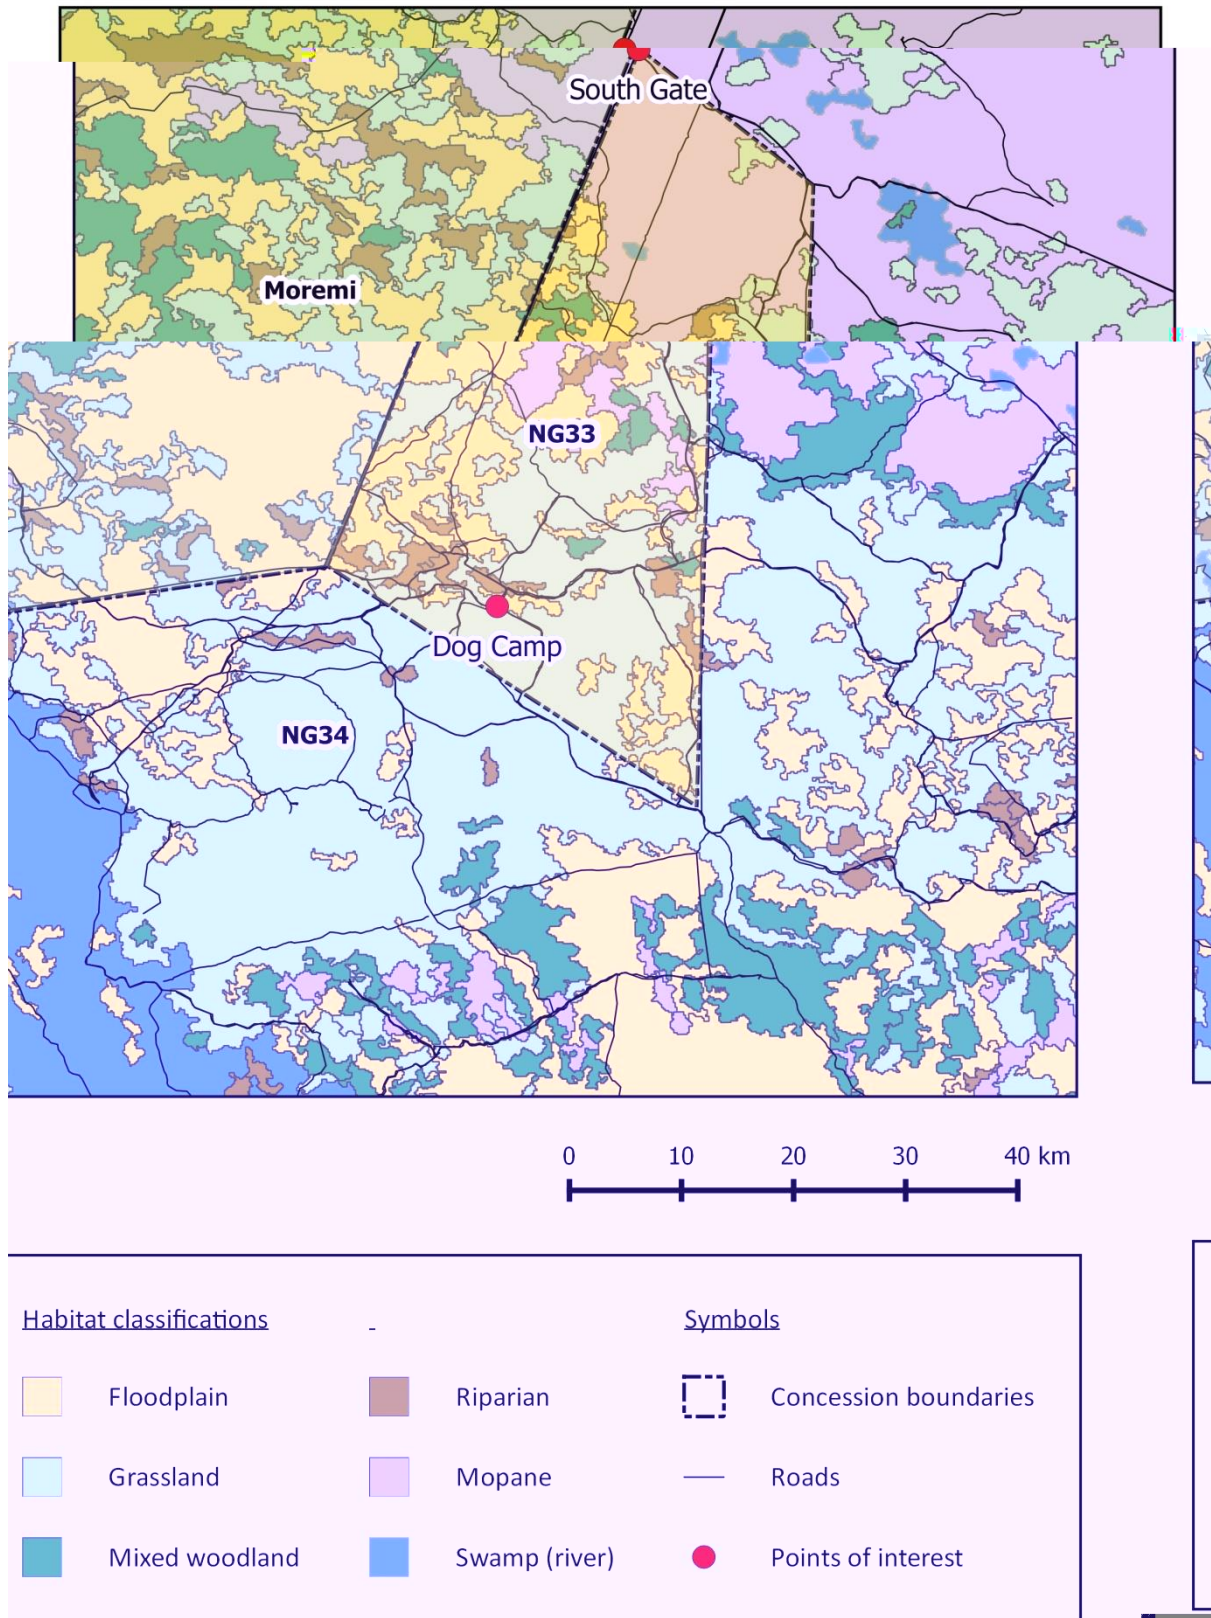 South Gate
Moremi
NG33
Dog Camp
NG34
0 10 20 30 40 km
Habitat classifications Symbols
Floodplain Riparian Concession boundaries
Grassland Mopane Roads
Mixed woodland Swamp (river) Points of interest